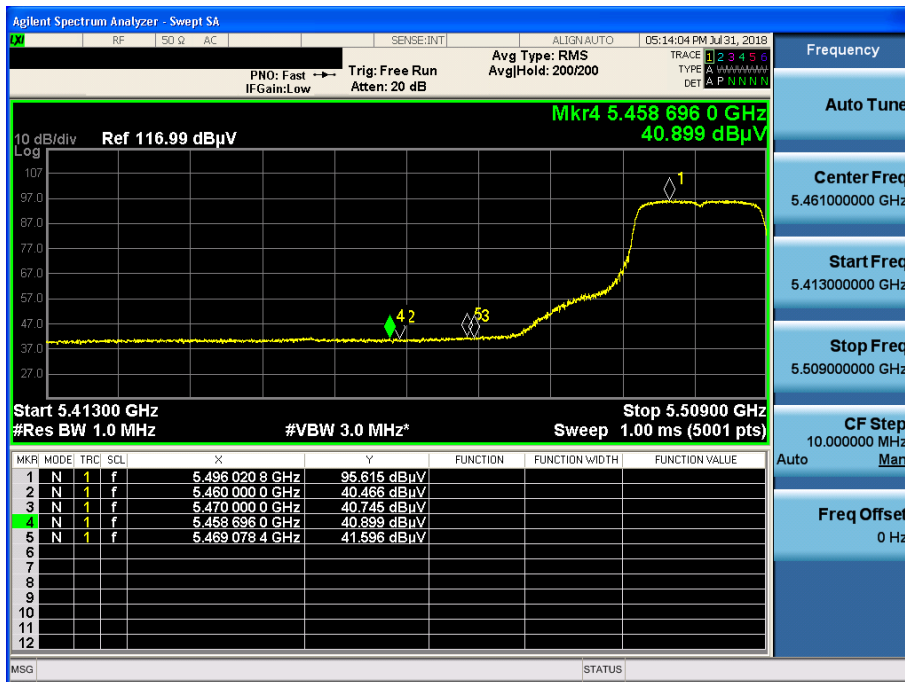 Agilent Spectrum Analyzer - Swept SA
LXI RF 50 Ω AC SENSE:INT ALIGN AUTO 05:14:04 PM Jul 31, 2018
PNO: Fast
IFGain:Low
Trig: Free Run
Atten: 20 dB
Avg Type: RMS
Avg|Hold: 200/200
TRACE 1 2 3 4 5 6
TYPE A WWWWW
DET A P N N N N
Mkr4 5.458 696 0 GHz
40.899 dBµV
10 dB/div Ref 116.99 dBµV
Log
107
97.0
87.0
77.0
67.0
57.0
47.0
37.0
27.0
1
4 2 5 3
Start 5.41300 GHz Stop 5.50900 GHz
#Res BW 1.0 MHz #VBW 3.0 MHz* Sweep 1.00 ms (5001 pts)
MKR MODE TRC SCL X Y FUNCTION FUNCTION WIDTH FUNCTION VALUE
1 N 1 f 5.496 020 8 GHz 95.615 dBµV
2 N 1 f 5.460 000 0 GHz 40.466 dBµV
3 N 1 f 5.470 000 0 GHz 40.745 dBµV
4 N 1 f 5.458 696 0 GHz 40.899 dBµV
5 N 1 f 5.469 078 4 GHz 41.596 dBµV
6
7
8
9
10
11
12
MSG STATUS
Frequency
Auto Tune
Center Freq
5.461000000 GHz
Start Freq
5.413000000 GHz
Stop Freq
5.509000000 GHz
CF Step
10.000000 MHz
Auto Man
Freq Offset
0 Hz